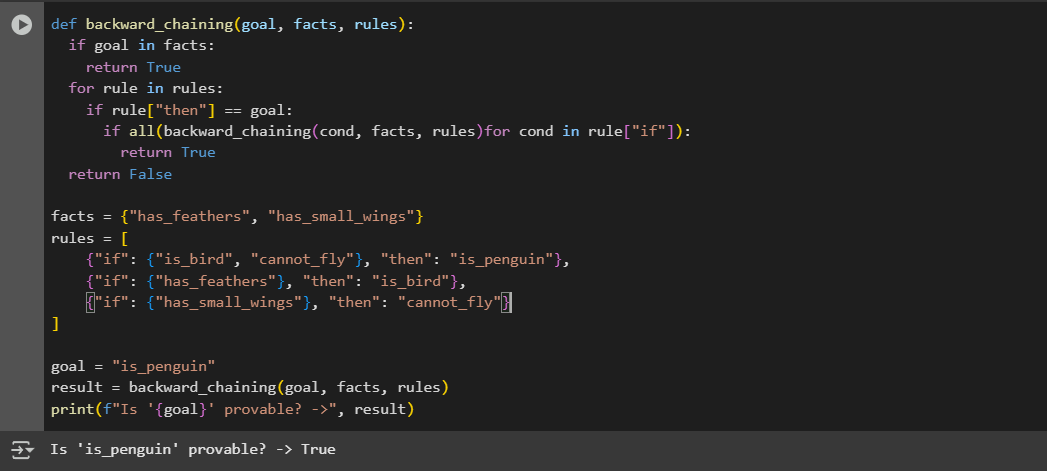 def backward_chaining(goal, facts, rules):
  if goal in facts:
    return True
  for rule in rules:
    if rule["then"] == goal:
      if all(backward_chaining(cond, facts, rules)for cond in rule["if"]):
        return True
  return False

facts = {"has_feathers", "has_small_wings"}
rules = [
    {"if": {"is_bird", "cannot_fly"}, "then": "is_penguin"},
    {"if": {"has_feathers"}, "then": "is_bird"},
    {"if": {"has_small_wings"}, "then": "cannot_fly"}
]

goal = "is_penguin"
result = backward_chaining(goal, facts, rules)
print(f"Is '{goal}' provable? ->", result)
Is 'is_penguin' provable? -> True